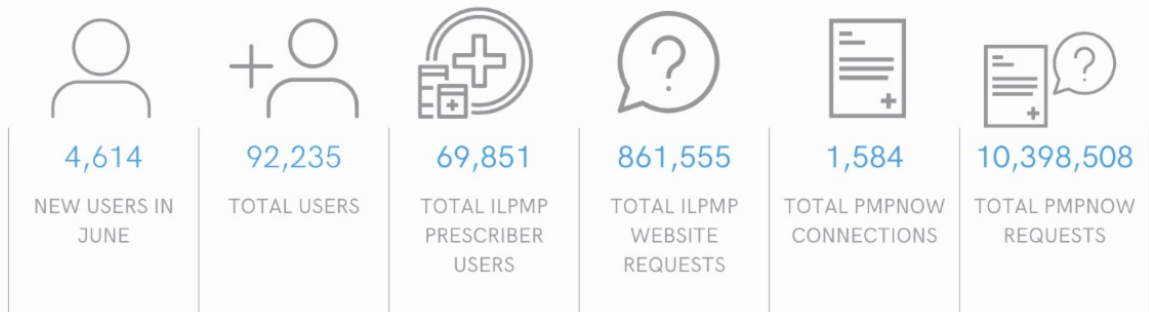 4,614
NEW USERS IN
JUNE
92,235
TOTAL USERS
69,851
TOTAL ILPMP
PRESCRIBER
USERS
861,555
TOTAL ILPMP
WEBSITE
REQUESTS
1,584
TOTAL PMPNOW
CONNECTIONS
10,398,508
TOTAL PMPNOW
REQUESTS